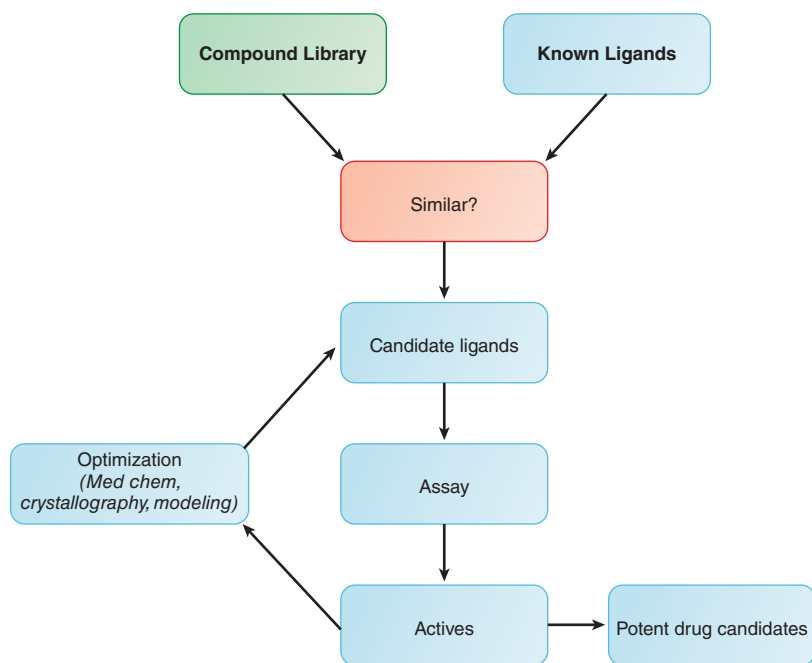 Compound Library
Known Ligands
Similar?
Candidate ligands
Optimization
(Med chem,
crystallography, modeling)
Assay
Actives
Potent drug candidates